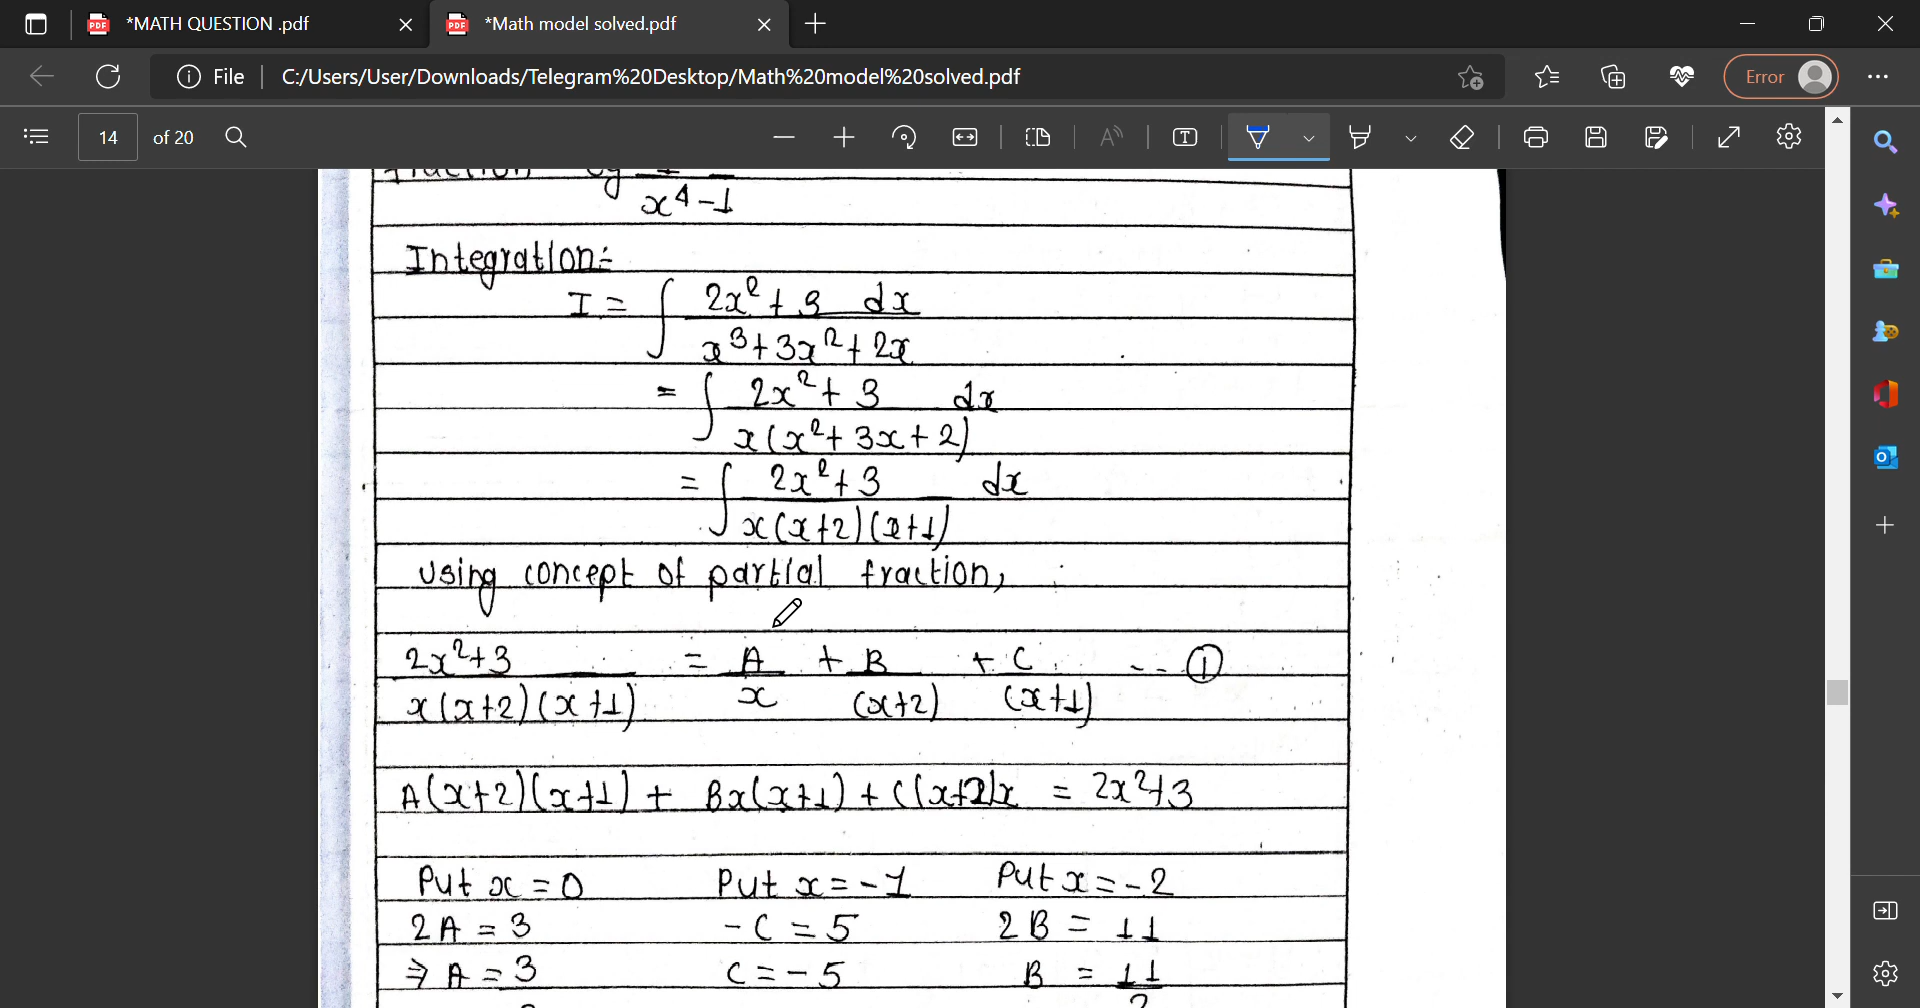 *MATH QUESTION .pdf
*Math model solved.pdf
File
C:/Users/User/Downloads/Telegram%20Desktop/Math%20model%20solved.pdf
Error
14 of 20
fraction by
x⁴-1
Integration:-
I = ∫ 2x²+3 dx
x³+3x²+2x
= ∫ 2x²+3 dx
x(x²+3x+2)
= ∫ 2x²+3 dx
x(x+2)(x+1)
using concept of partial fraction,
2x²+3 = A + B + C --- ①
x(x+2)(x+1) x (x+2) (x+1)
A(x+2)(x+1) + Bx(x+1) + C(x+2)x = 2x²+3
Put x=0 Put x=-1 Put x=-2
2A = 3 -C = 5 2B = 11
⇒ A = 3 C = -5 B = 11
2